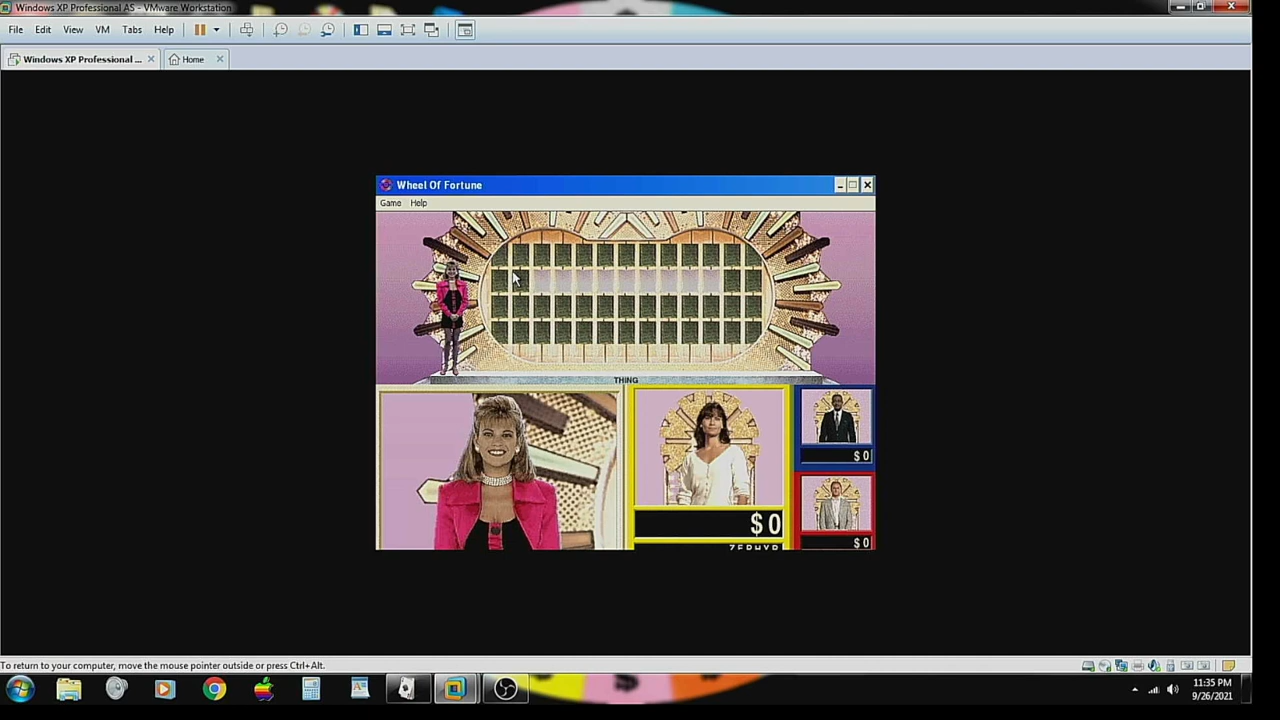 Windows XP Professional AS - VMware Workstation
File Edit View VM Tabs Help
Windows XP Professional ... Home
Wheel Of Fortune
Game Help
THING
$0
$0
$0
ZEPHYR
To return to your computer, move the mouse pointer outside or press Ctrl+Alt.
11:35 PM
9/26/2021